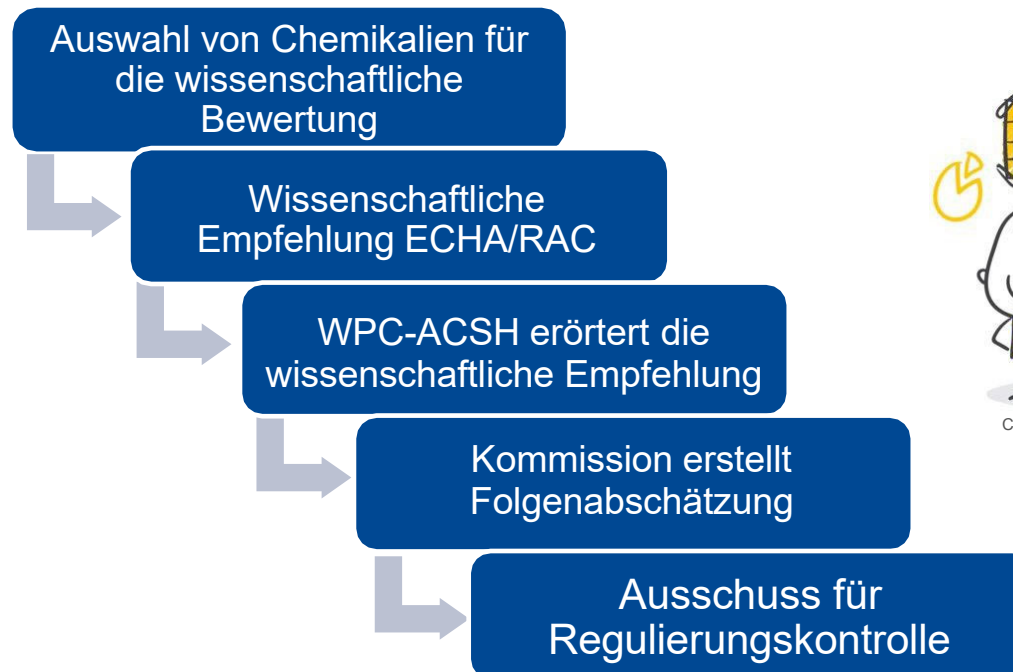 Auswahl von Chemikalien für
die wissenschaftliche
Bewertung
Wissenschaftliche
Empfehlung ECHA/RAC
WPC-ACSH erörtert die
wissenschaftliche Empfehlung
Kommission erstellt
Folgenabschätzung
Ausschuss für
Regulierungskontrolle